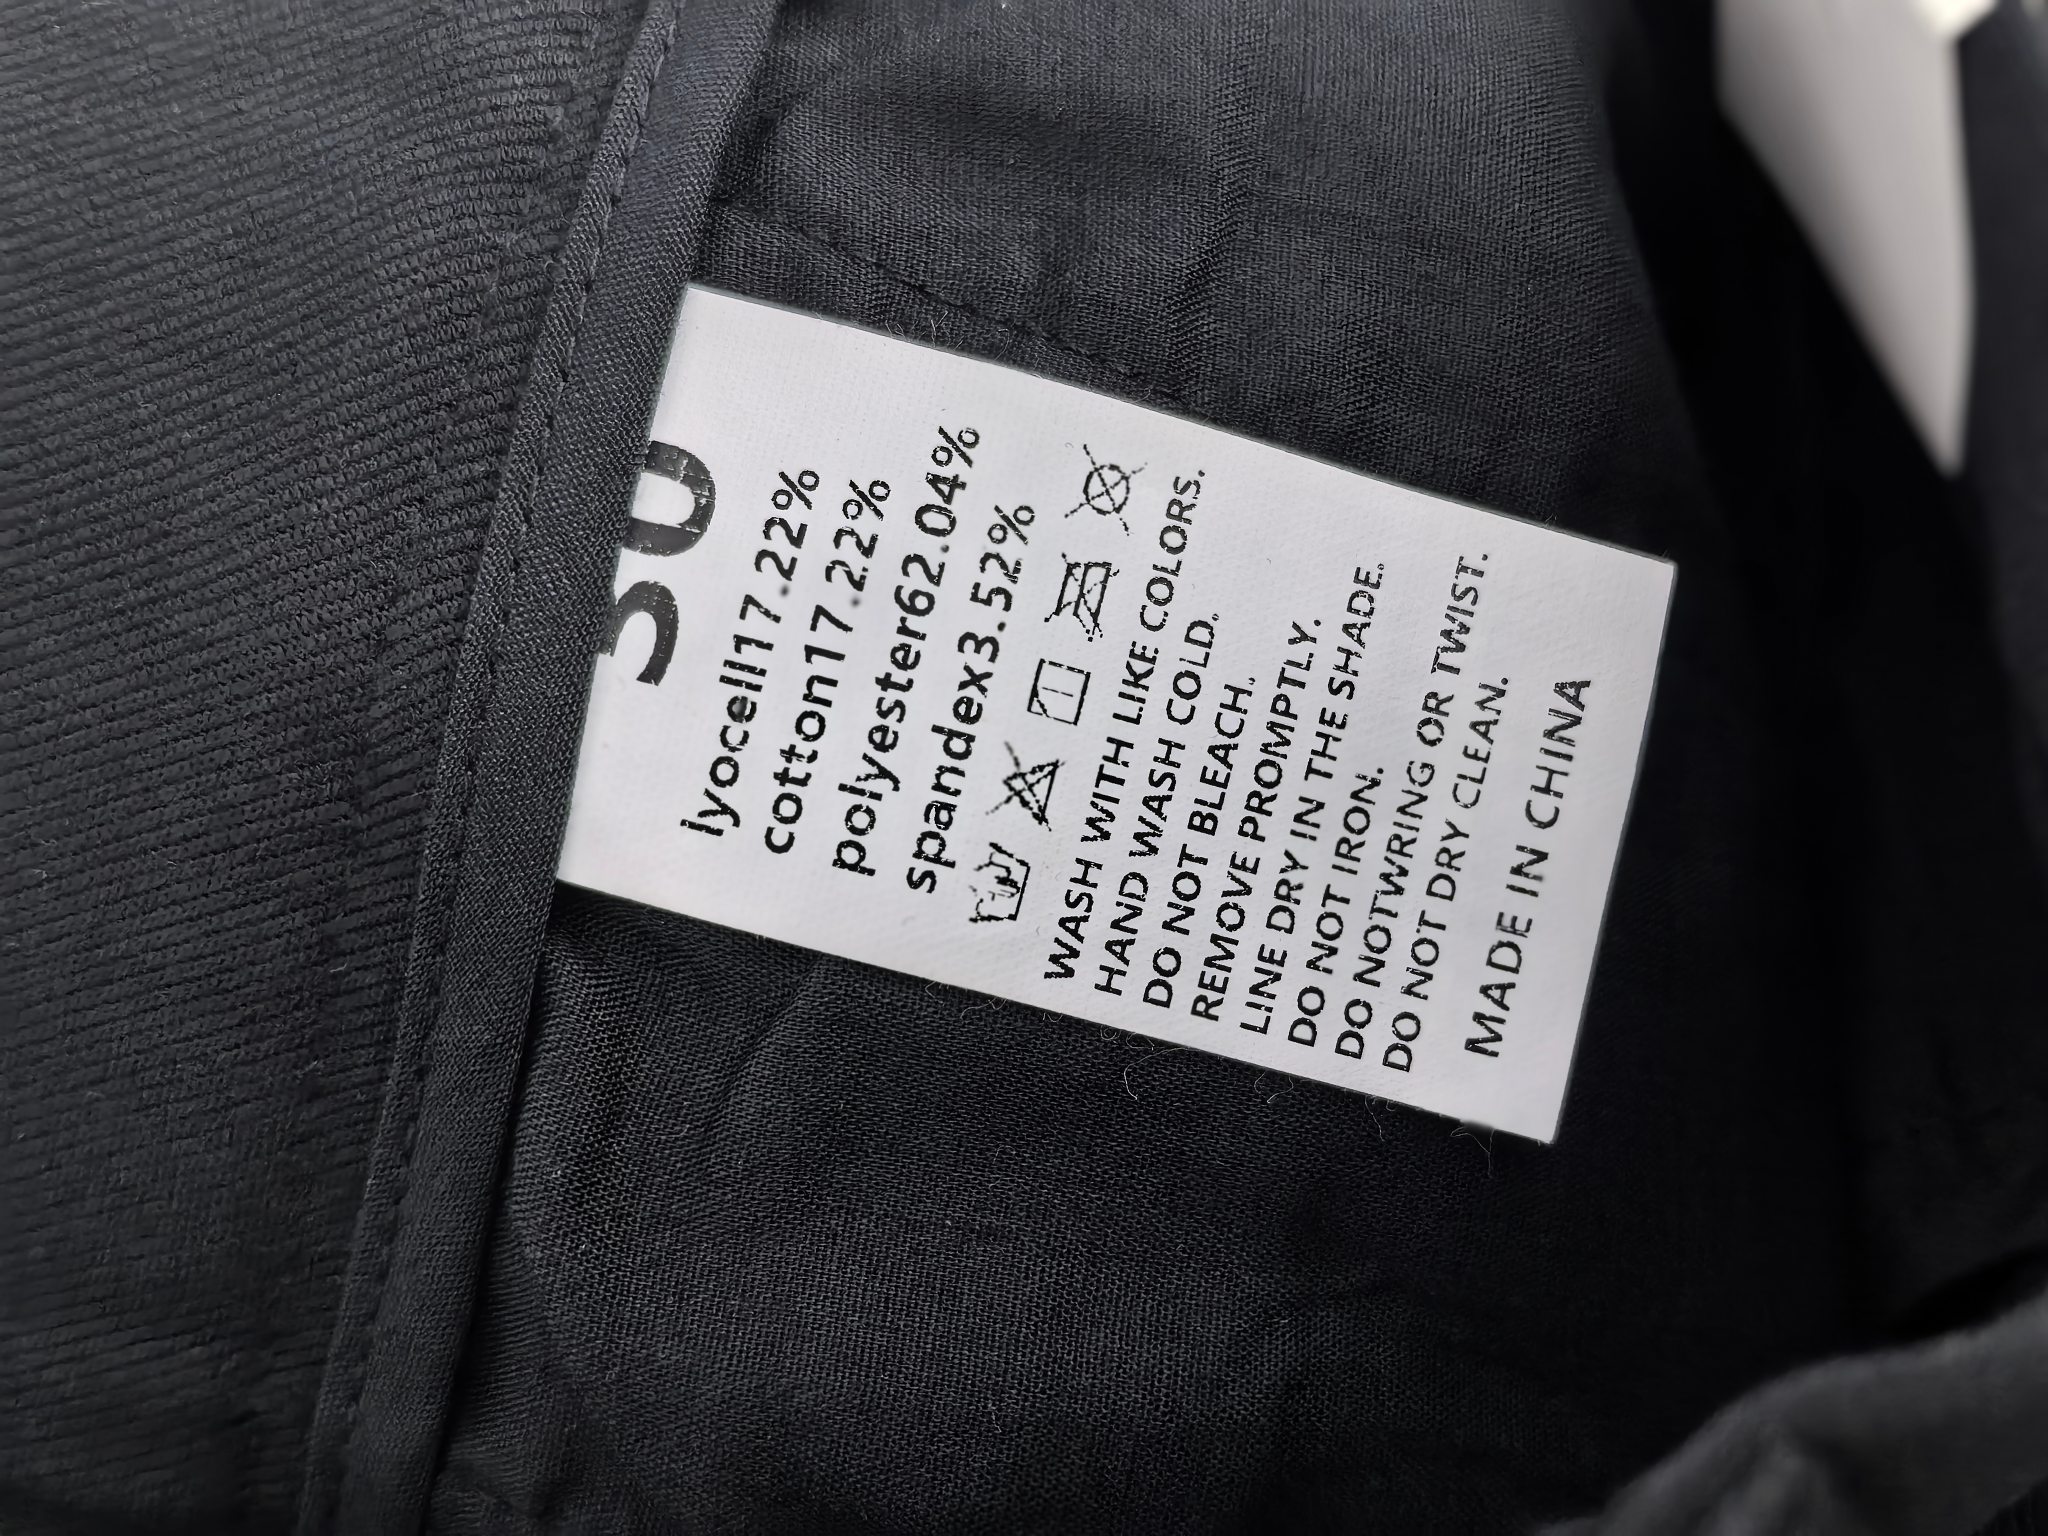 30
lyocell17.22%
cotton17.22%
polyester62.04%
spandex3.52%
WASH WITH LIKE COLORS.
HAND WASH COLD.
DO NOT BLEACH.
REMOVE PROMPTLY.
LINE DRY IN THE SHADE.
DO NOT IRON.
DO NOTWRING OR TWIST.
DO NOT DRY CLEAN.
MADE IN CHINA